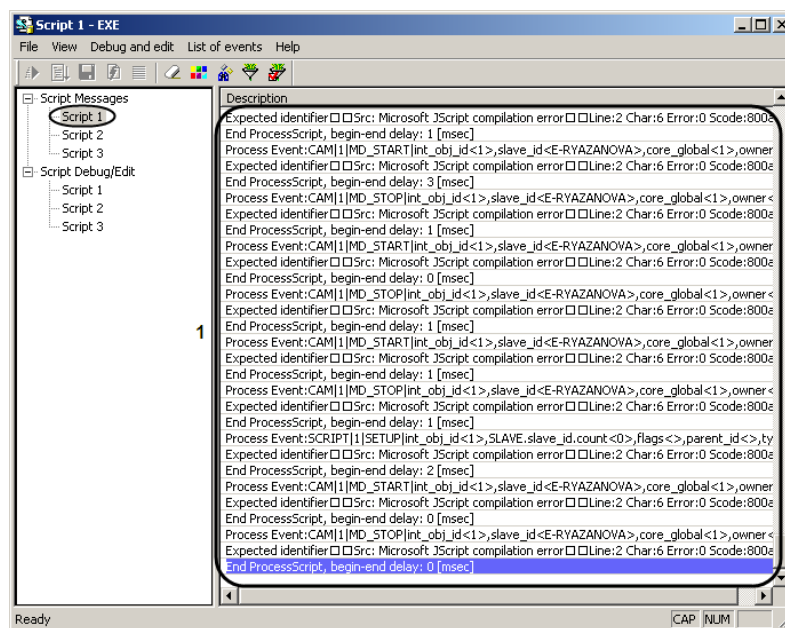 Script 1 - EXE
File View Debug and edit List of events Help
Script Messages
Script 1
Script 2
Script 3
Script Debug/Edit
Script 1
Script 2
Script 3
1
Description
Expected identifier□□Src: Microsoft JScript compilation error□□Line:2 Char:6 Error:0 Scode:800a
End ProcessScript, begin-end delay: 1 [msec]
Process Event:CAM|1|MD_START|int_obj_id<1>,slave_id<E-RYAZANOVA>,core_global<1>,owner
Expected identifier□□Src: Microsoft JScript compilation error□□Line:2 Char:6 Error:0 Scode:800a
End ProcessScript, begin-end delay: 3 [msec]
Process Event:CAM|1|MD_STOP|int_obj_id<1>,slave_id<E-RYAZANOVA>,core_global<1>,owner<
Expected identifier□□Src: Microsoft JScript compilation error□□Line:2 Char:6 Error:0 Scode:800a
End ProcessScript, begin-end delay: 1 [msec]
Process Event:CAM|1|MD_START|int_obj_id<1>,slave_id<E-RYAZANOVA>,core_global<1>,owner
Expected identifier□□Src: Microsoft JScript compilation error□□Line:2 Char:6 Error:0 Scode:800a
End ProcessScript, begin-end delay: 0 [msec]
Process Event:CAM|1|MD_STOP|int_obj_id<1>,slave_id<E-RYAZANOVA>,core_global<1>,owner<
Expected identifier□□Src: Microsoft JScript compilation error□□Line:2 Char:6 Error:0 Scode:800a
End ProcessScript, begin-end delay: 1 [msec]
Process Event:CAM|1|MD_START|int_obj_id<1>,slave_id<E-RYAZANOVA>,core_global<1>,owner
Expected identifier□□Src: Microsoft JScript compilation error□□Line:2 Char:6 Error:0 Scode:800a
End ProcessScript, begin-end delay: 1 [msec]
Process Event:CAM|1|MD_STOP|int_obj_id<1>,slave_id<E-RYAZANOVA>,core_global<1>,owner<
Expected identifier□□Src: Microsoft JScript compilation error□□Line:2 Char:6 Error:0 Scode:800a
End ProcessScript, begin-end delay: 1 [msec]
Process Event:SCRIPT|1|SETUP|int_obj_id<1>,SLAVE.slave_id.count<0>,flags<>,parent_id<>,ty
Expected identifier□□Src: Microsoft JScript compilation error□□Line:2 Char:6 Error:0 Scode:800a
End ProcessScript, begin-end delay: 2 [msec]
Process Event:CAM|1|MD_START|int_obj_id<1>,slave_id<E-RYAZANOVA>,core_global<1>,owner
Expected identifier□□Src: Microsoft JScript compilation error□□Line:2 Char:6 Error:0 Scode:800a
End ProcessScript, begin-end delay: 0 [msec]
Process Event:CAM|1|MD_STOP|int_obj_id<1>,slave_id<E-RYAZANOVA>,core_global<1>,owner<
Expected identifier□□Src: Microsoft JScript compilation error□□Line:2 Char:6 Error:0 Scode:800a
End ProcessScript, begin-end delay: 0 [msec]
Ready CAP NUM